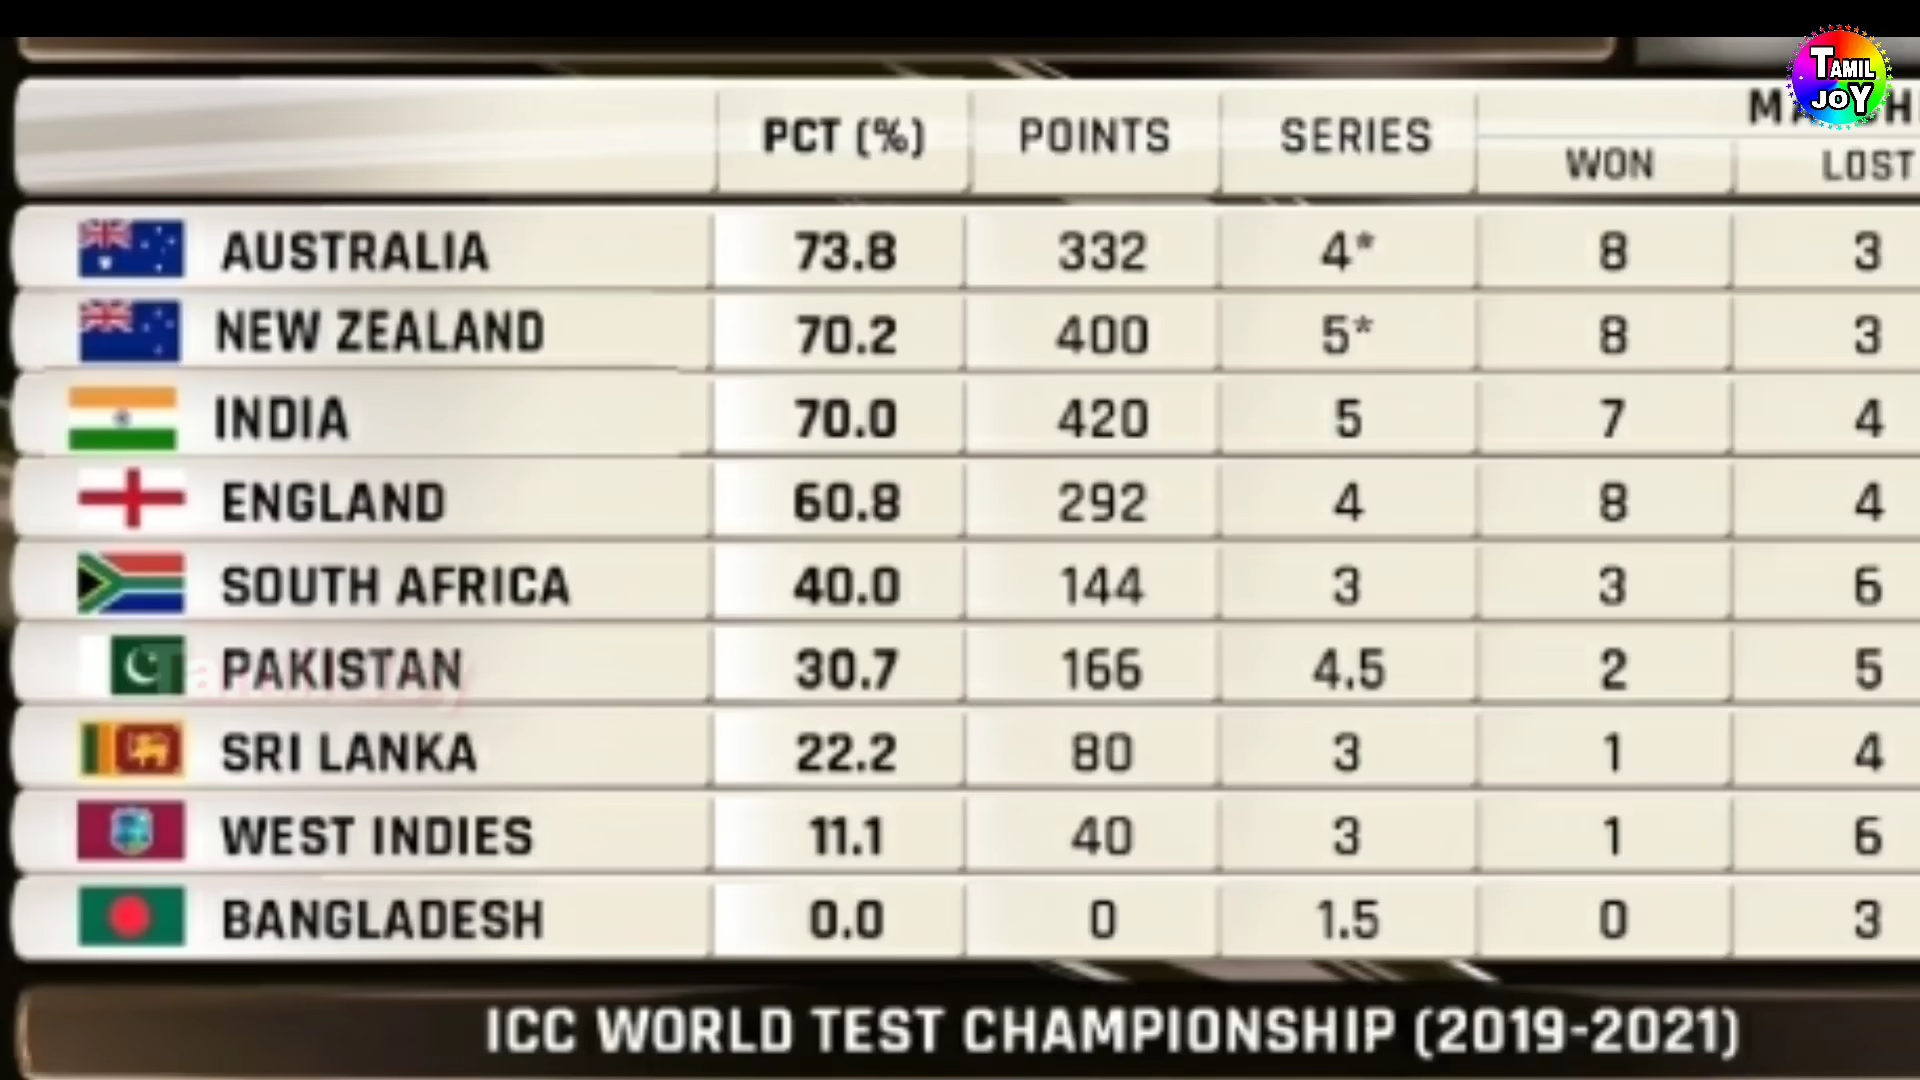 TAMIL
JOY
PCT (%) POINTS SERIES
WON LOST
AUSTRALIA 73.8 332 4* 8 3
NEW ZEALAND 70.2 400 5* 8 3
INDIA 70.0 420 5 7 4
ENGLAND 60.8 292 4 8 4
SOUTH AFRICA 40.0 144 3 3 6
PAKISTAN 30.7 166 4.5 2 5
SRI LANKA 22.2 80 3 1 4
WEST INDIES 11.1 40 3 1 6
BANGLADESH 0.0 0 1.5 0 3
ICC WORLD TEST CHAMPIONSHIP (2019-2021)